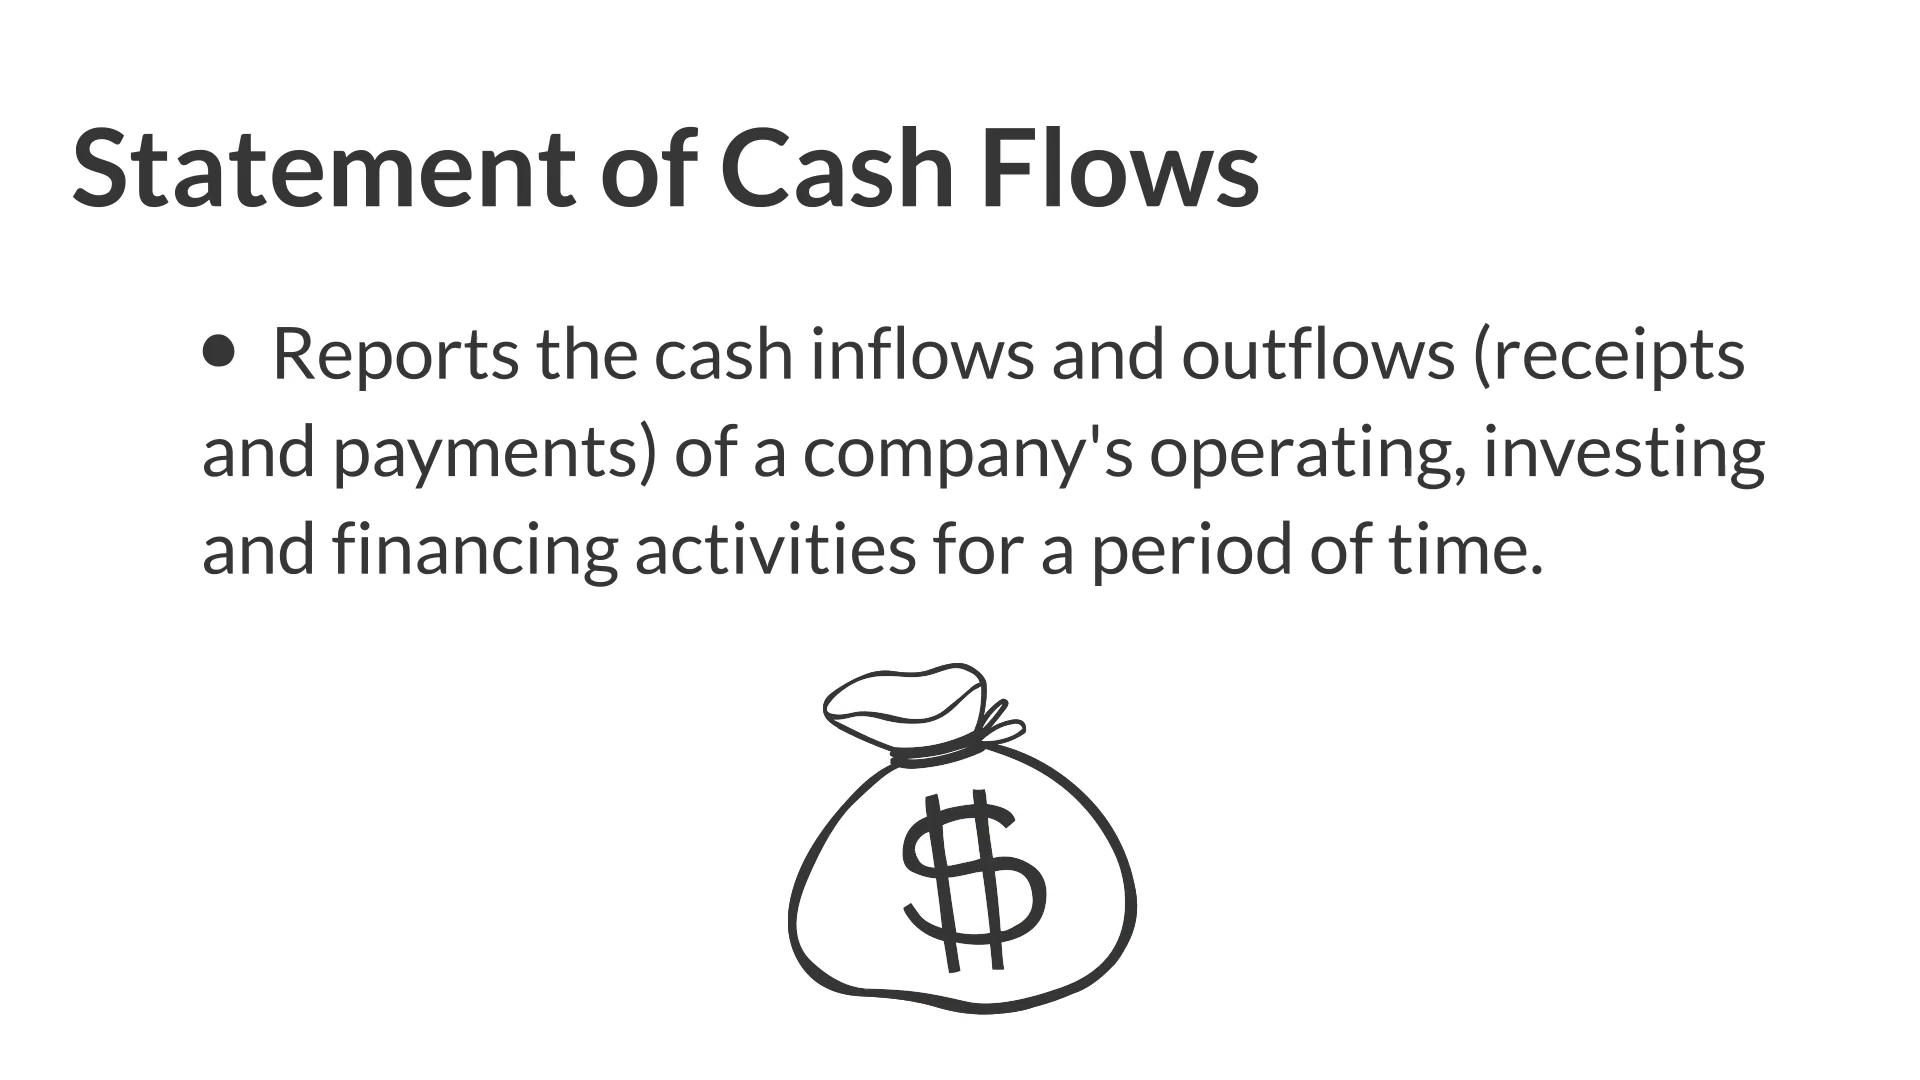 Statement of Cash Flows
● Reports the cash inflows and outflows (receipts
and payments) of a company's operating, investing
and financing activities for a period of time.
$